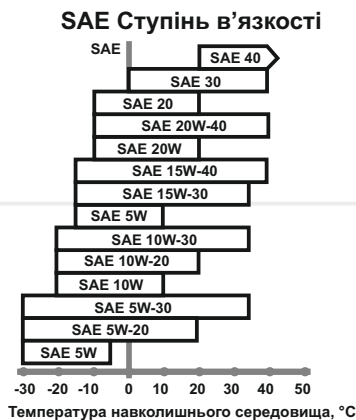 SAE Ступінь в’язкості
SAE
SAE 40
SAE 30
SAE 20
SAE 20W-40
SAE 20W
SAE 15W-40
SAE 15W-30
SAE 5W
SAE 10W-30
SAE 10W-20
SAE 10W
SAE 5W-30
SAE 5W-20
SAE 5W
-30 -20 -10 0 10 20 30 40 50
Температура навколишнього середовища, °C